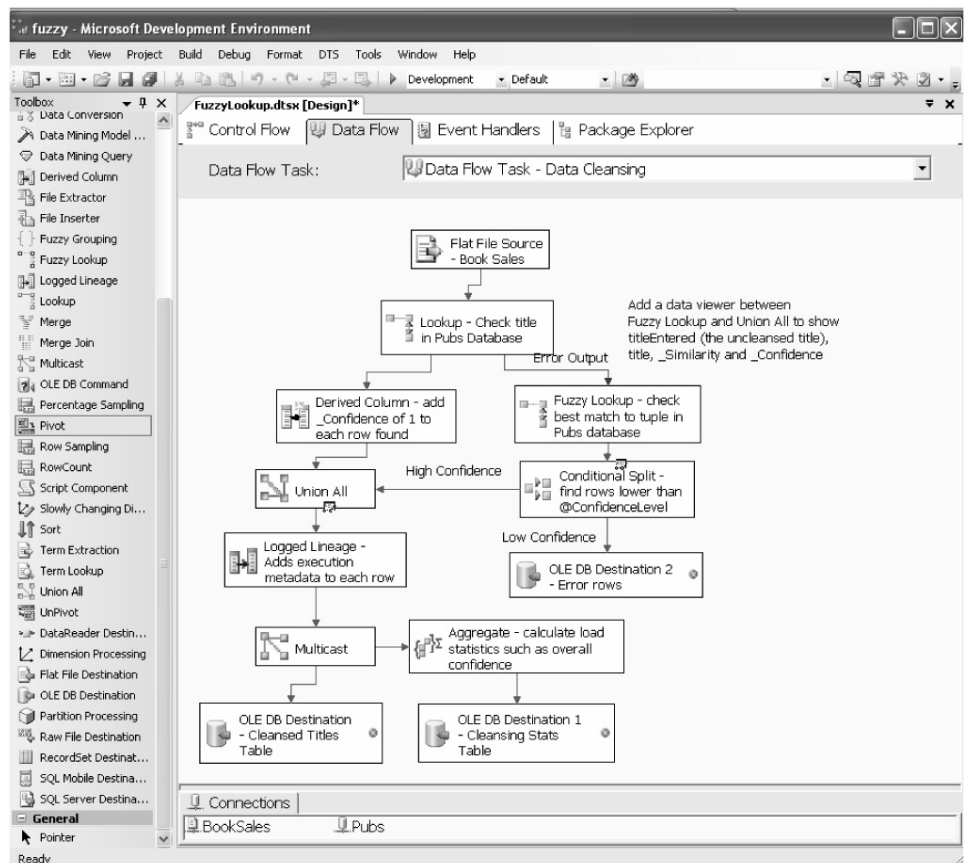 fuzzy - Microsoft Development Environment
File Edit View Project Build Debug Format DTS Tools Window Help
Development Default
Toolbox
FuzzyLookup.dtsx [Design]*
Data Conversion
Data Mining Model ...
Data Mining Query
Derived Column
File Extractor
File Inserter
Fuzzy Grouping
Fuzzy Lookup
Logged Lineage
Lookup
Merge
Merge Join
Multicast
OLE DB Command
Percentage Sampling
Pivot
Row Sampling
RowCount
Script Component
Slowly Changing Di...
Sort
Term Extraction
Term Lookup
Union All
UnPivot
DataReader Destin...
Dimension Processing
Flat File Destination
OLE DB Destination
Partition Processing
Raw File Destination
RecordSet Destinat...
SQL Mobile Destina...
SQL Server Destina...
General
Pointer
Control Flow Data Flow Event Handlers Package Explorer
Data Flow Task: Data Flow Task - Data Cleansing
Flat File Source
- Book Sales
Lookup - Check title
in Pubs Database
Add a data viewer between
Fuzzy Lookup and Union All to show
titleEntered (the uncleansed title),
title, _Similarity and _Confidence
Error Output
Derived Column - add
_Confidence of 1 to
each row found
Fuzzy Lookup - check
best match to tuple in
Pubs database
High Confidence
Union All
Conditional Split -
find rows lower than
@ConfidenceLevel
Low Confidence
Logged Lineage -
Adds execution
metadata to each row
OLE DB Destination 2
- Error rows
Multicast
Aggregate - calculate load
statistics such as overall
confidence
OLE DB Destination
- Cleansed Titles
Table
OLE DB Destination 1
- Cleansing Stats
Table
Connections
BookSales Pubs
Ready